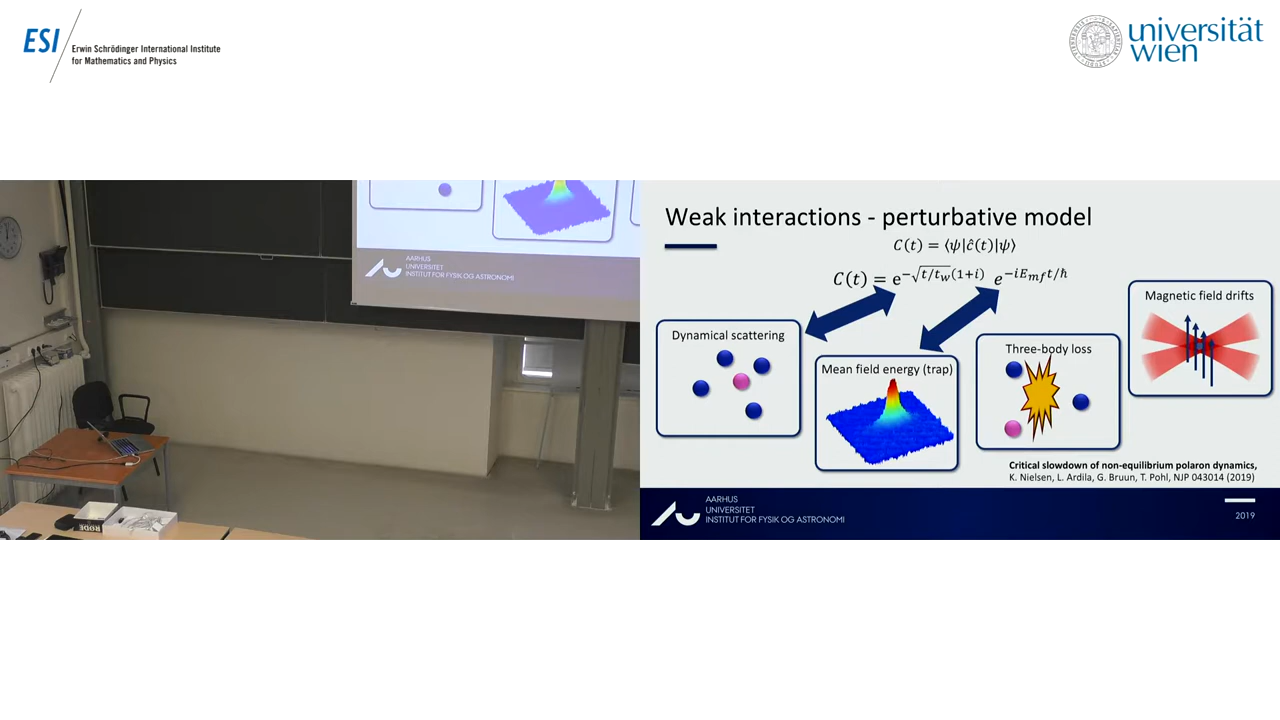 ESI
Erwin Schrödinger International Institute
for Mathematics and Physics
universität
wien
AARHUS
UNIVERSITET
INSTITUT FOR FYSIK OG ASTRONOMI
RODE
Weak interactions - perturbative model
C(t) = ⟨ψ|ĉ(t)|ψ⟩
C(t) = e^{-√(t/t_w)(1+i)} e^{-iE_{mf}t/ħ}
Magnetic field drifts
Dynamical scattering
Three-body loss
Mean field energy (trap)
Critical slowdown of non-equilibrium polaron dynamics,
K. Nielsen, L. Ardila, G. Bruun, T. Pohl, NJP 043014 (2019)
AARHUS
UNIVERSITET
INSTITUT FOR FYSIK OG ASTRONOMI
2019